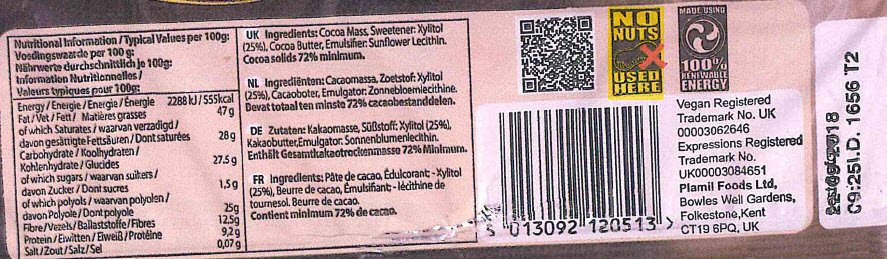 Nutritional Information / Typical Values per 100g:
Voedingswaarde per 100 g:
Nährwerte durchschnittlich je 100g:
Information Nutritionnelles /
Valeurs typiques pour 100g:
Energy / Energie / Energie / Énergie 2288 kJ / 555kcal
Fat / Vet / Fett / Matières grasses 47 g
of which Saturates / waarvan verzadigd /
davon gesättigte Fettsäuren / Dont saturées 28 g
Carbohydrate / Koolhydraten /
Kohlenhydrate / Glucides 27.5 g
of which sugars / waarvan suikers /
davon Zucker / Dont sucres 1,5 g
of which polyols / waarvan polyolen /
davon Polyole / Dont polyole 25g
Fibre / Vezels / Ballaststoffe / Fibres 12,5g
Protein / Eiwitten / Eiweiß / Protéine 9,2 g
Salt / Zout / Salz / Sel 0,07 g
UK Ingredients: Cocoa Mass, Sweetener: Xylitol
(25%), Cocoa Butter, Emulsifier: Sunflower Lecithin.
Cocoa solids 72% minimum.
NL Ingrediënten: Cacaomassa, Zoetstof: Xylitol
(25%), Cacaoboter, Emulgator: Zonnebloemlecithine.
Bevat totaal ten minste 72% cacaobestanddelen.
DE Zutaten: Kakaomasse, Süßstoff: Xylitol (25%),
Kakaobutter, Emulgator: Sonnenblumenlecithin.
Enthält Gesamtkakaotrockenmasse 72% Minimum.
FR Ingredients: Pâte de cacao, Édulcorant - Xylitol
(25%), Beurre de cacao, Émulsifiant - lécithine de
tournesol. Beurre de cacao.
Contient minimum 72% de cacao.
NO
NUTS
USED
HERE
MADE USING
100%
RENEWABLE
ENERGY
5 013092 120513 >
Vegan Registered
Trademark No. UK
00003062646
Expressions Registered
Trademark No.
UK00003084651
Plamil Foods Ltd,
Bowles Well Gardens,
Folkestone, Kent
CT19 6PQ, UK
2018
09:25 I.D. 1656 T2